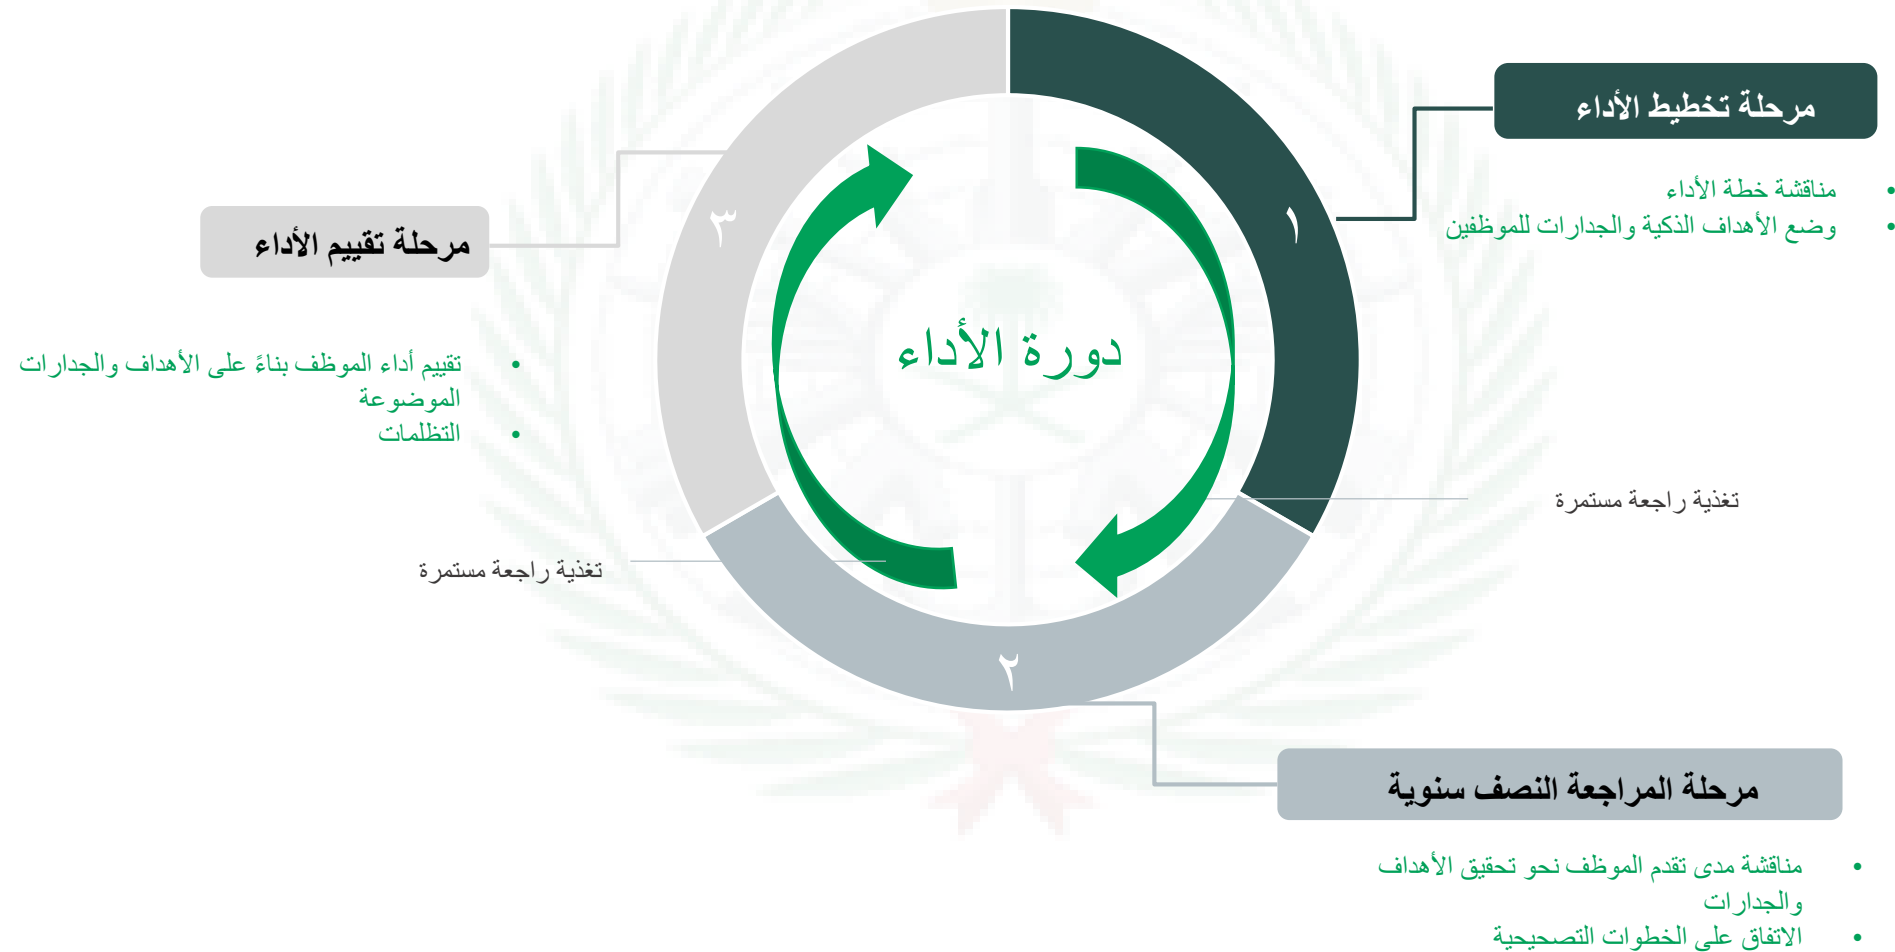 مرحلة تخطيط الأداء
• مناقشة خطة الأداء
• وضع الأهداف الذكية والجدارات للموظفين
١
دورة الأداء
٣
مرحلة تقييم الأداء
• تقييم أداء الموظف بناءً على الأهداف والجدارات
الموضوعة
• التظلمات
تغذية راجعة مستمرة
تغذية راجعة مستمرة
٢
مرحلة المراجعة النصف سنوية
• مناقشة مدى تقدم الموظف نحو تحقيق الأهداف
والجدارات
• الاتفاق على الخطوات التصحيحية